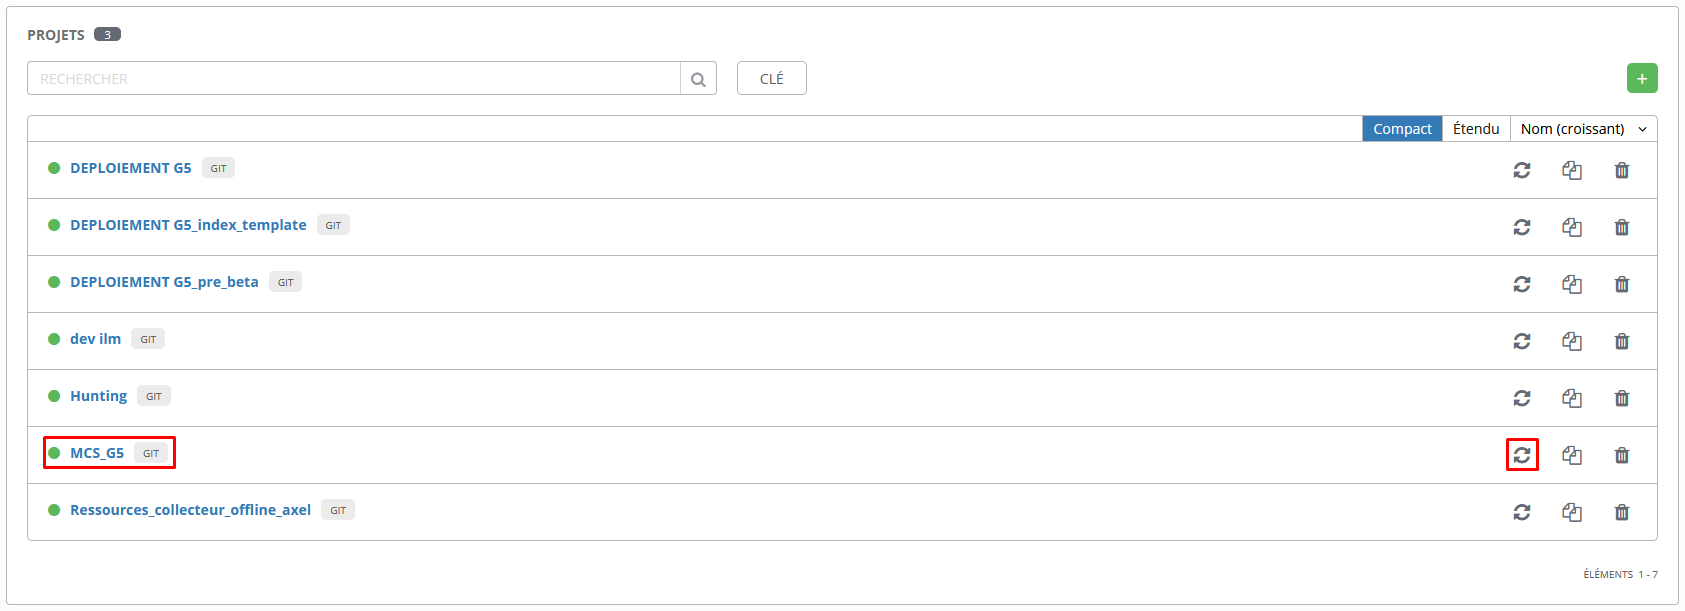 PROJETS 3
RECHERCHER CLÉ +
Compact Étendu Nom (croissant)
DEPLOIEMENT G5 GIT
DEPLOIEMENT G5_index_template GIT
DEPLOIEMENT G5_pre_beta GIT
dev ilm GIT
Hunting GIT
MCS_G5 GIT
Ressources_collecteur_offline_axel GIT
ÉLÉMENTS 1 - 7